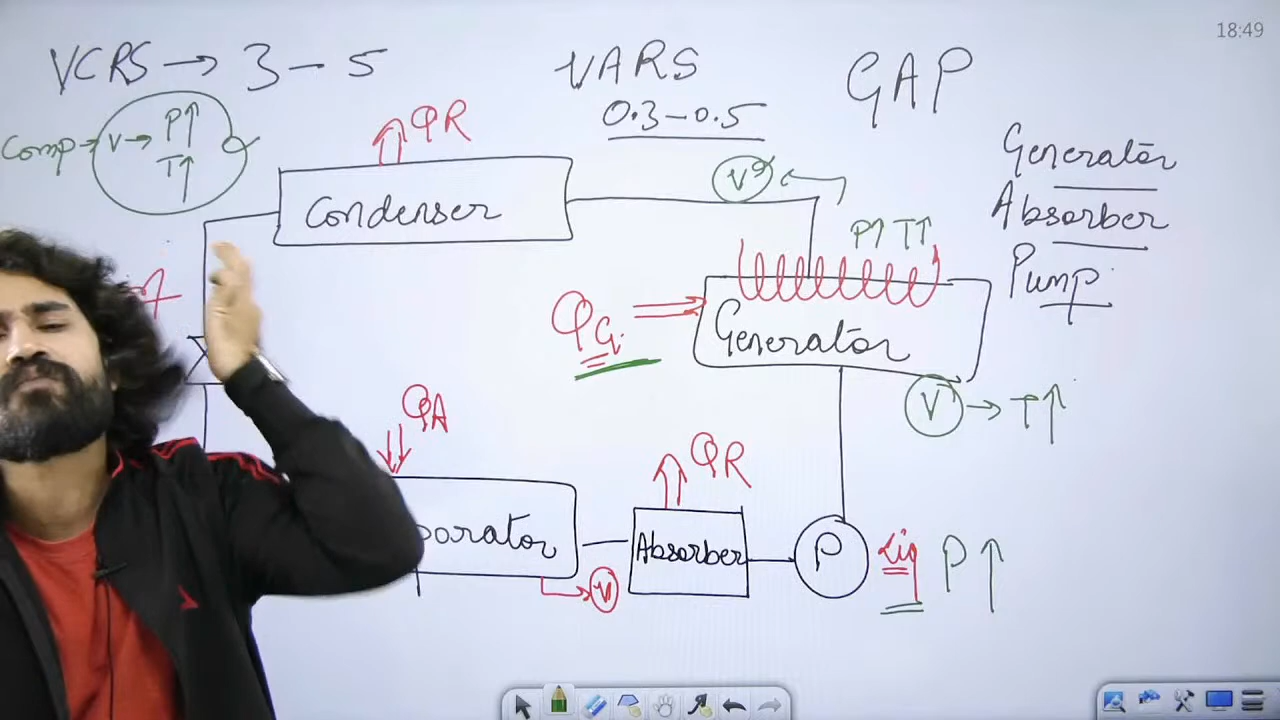 18:49
VCRS → 3 - 5
VARS
0.3-0.5
GAP
Generator
Absorber
Pump
Comp → V → P↑
T↑
QR
Condenser
V
P↑ T↑
QG
Generator
V → T↑
QA
QR
porator
Absorber
P
Liq P↑
V